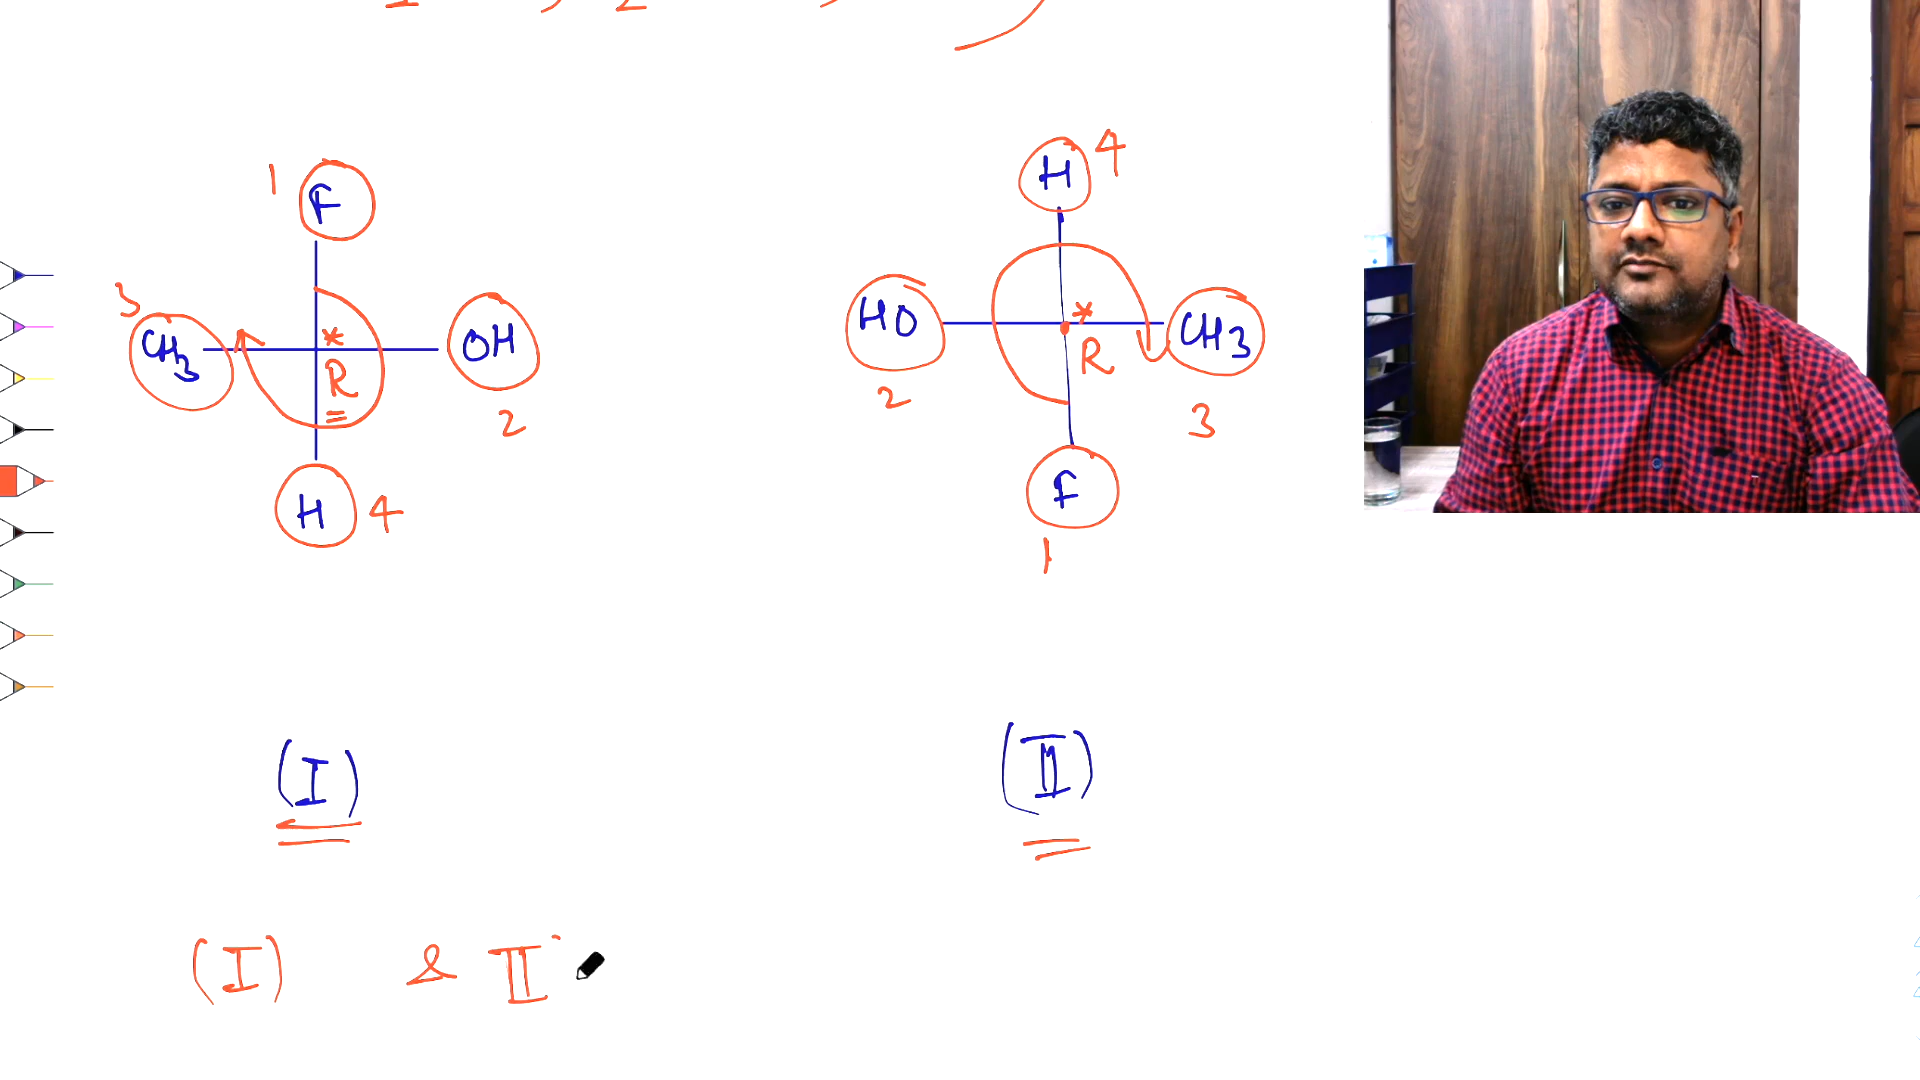 1 F
3 CH3 * OH
R
2
H 4
H 4
HO * CH3
R
2 3
F
1
(I) (II)
(I) & II